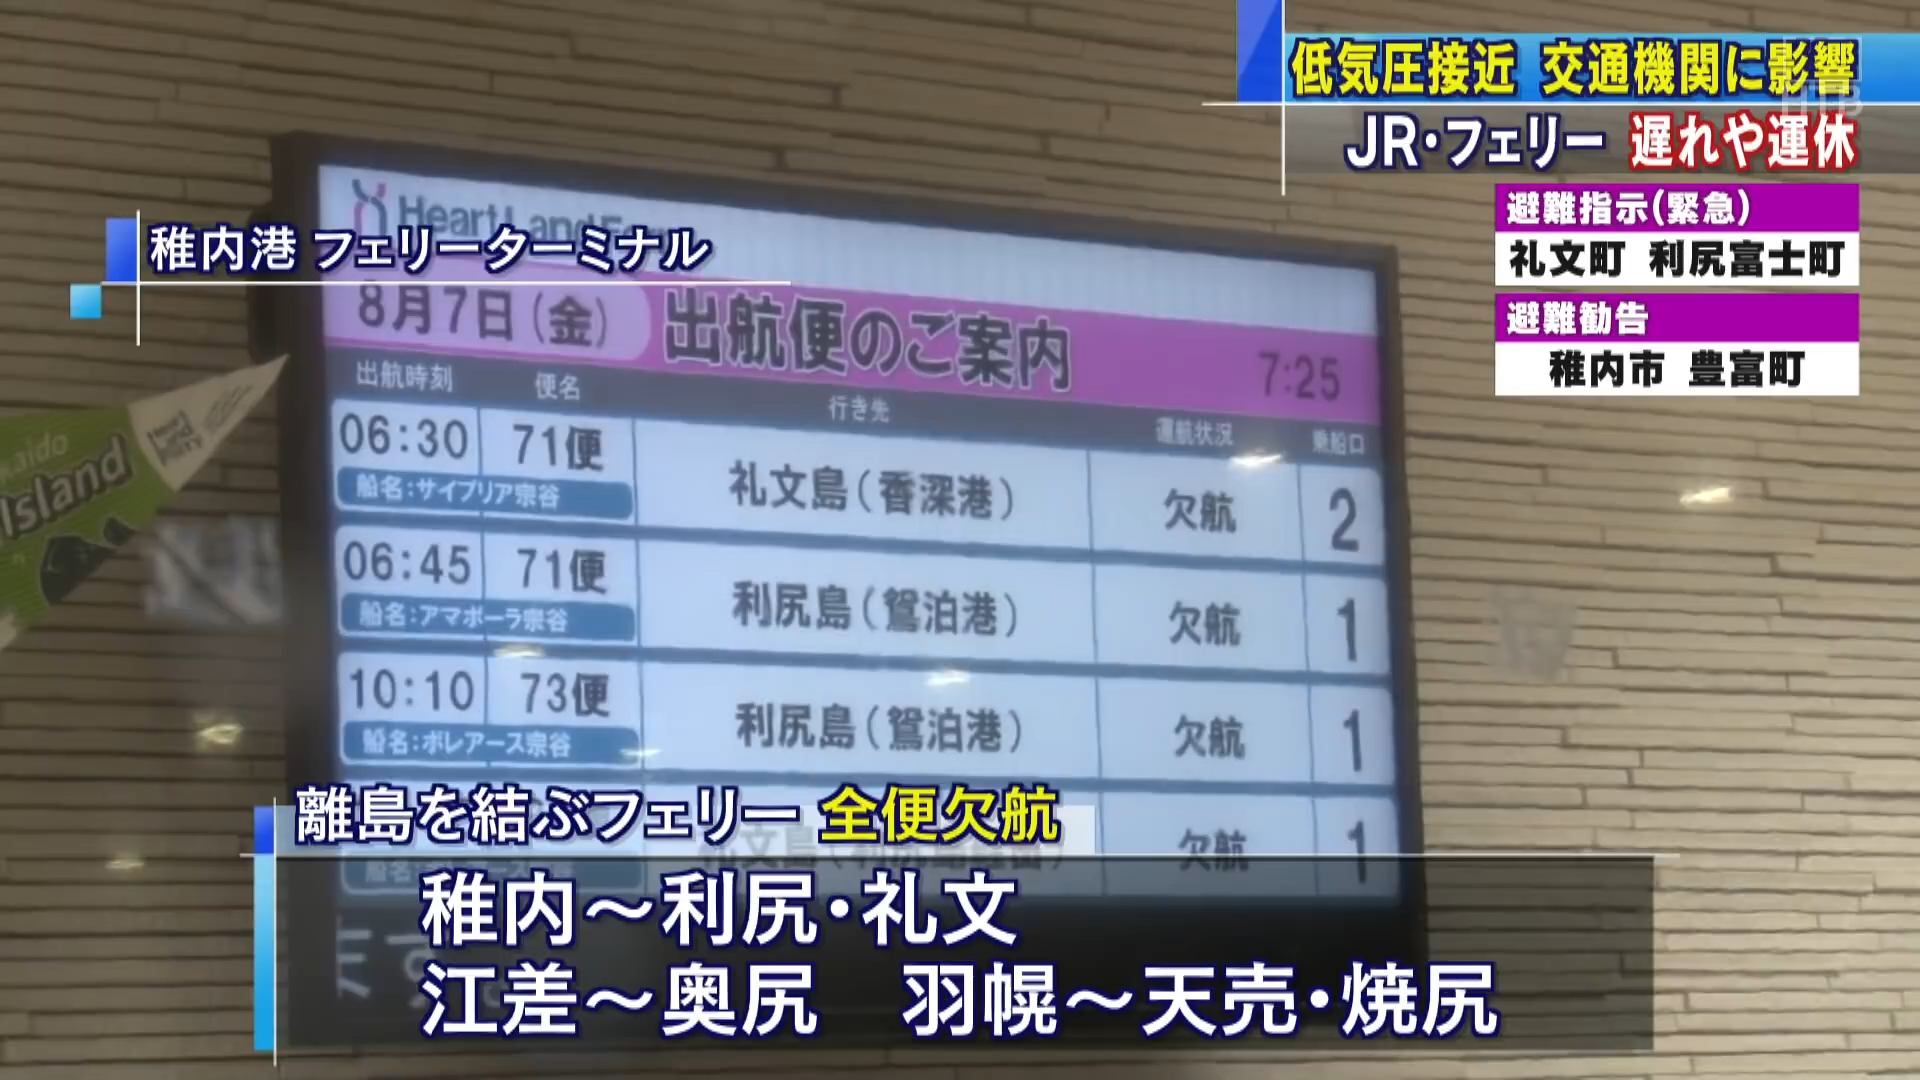 低気圧接近 交通機関に影響
HTB
JR・フェリー 遅れや運休
避難指示(緊急)
礼文町 利尻富士町
避難勧告
稚内市 豊富町
稚内港 フェリーターミナル
Heart Land
8月7日(金) 出航便のご案内 7:25
出航時刻 便名 行き先 運航状況 乗船口
06:30 71便 礼文島(香深港) 欠航 2
船名:サイプリア宗谷
06:45 71便 利尻島(鴛泊港) 欠航 1
船名:アマポーラ宗谷
10:10 73便 利尻島(鴛泊港) 欠航 1
船名:ボレアース宗谷
欠航 1
Island
離島を結ぶフェリー 全便欠航
稚内～利尻・礼文
江差～奥尻 羽幌～天売・焼尻